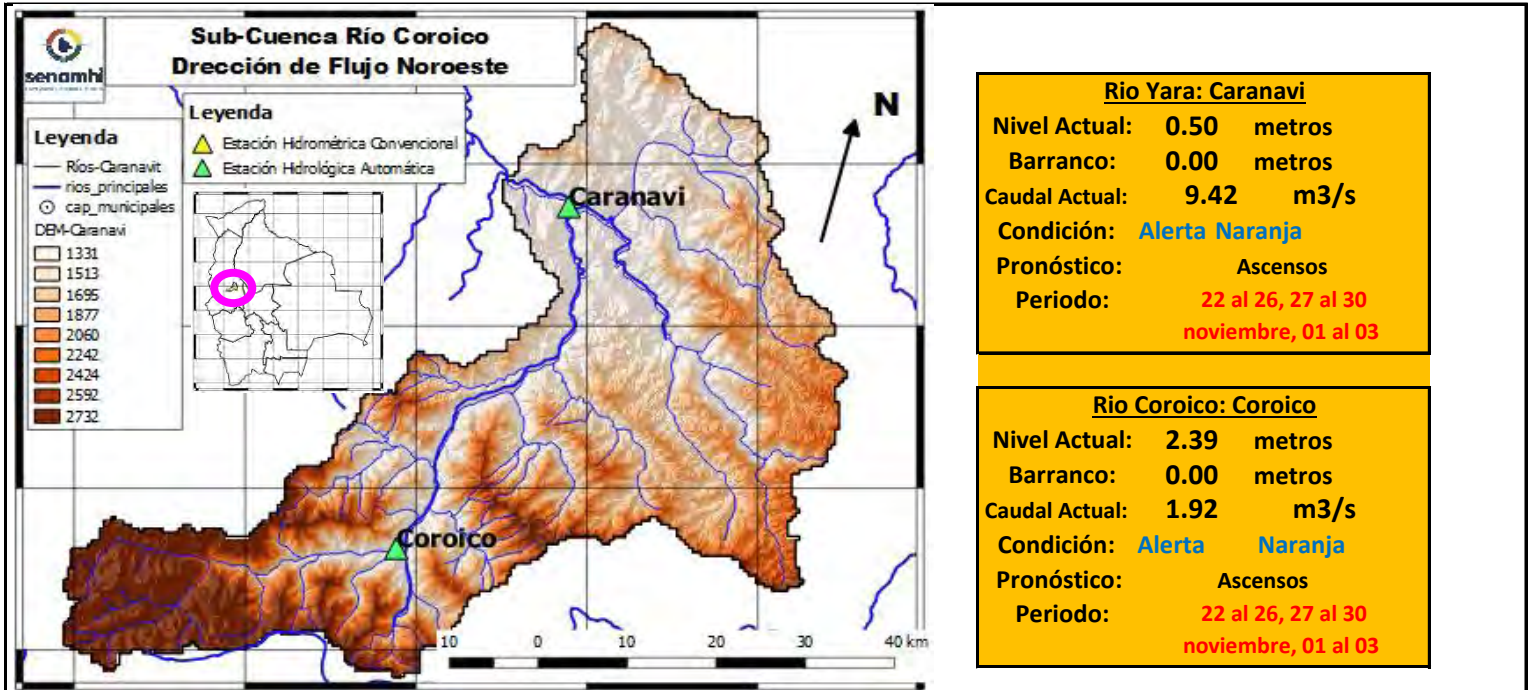 Sub-Cuenca Río Coroico
Drección de Flujo Noroeste
senamhi
Leyenda
Estación Hidrométrica Convencional
Estación Hidrológica Automática
Leyenda
Ríos-Caranavit
rios_principales
cap_municipales
DEM-Caranavi
1331
1513
1695
1877
2060
2242
2424
2592
2732
N
Caranavi
Coroico
10 0 10 20 30 40 km
Rio Yara: Caranavi
Nivel Actual: 0.50 metros
Barranco: 0.00 metros
Caudal Actual: 9.42 m3/s
Condición: Alerta Naranja
Pronóstico: Ascensos
Periodo: 22 al 26, 27 al 30
noviembre, 01 al 03
Rio Coroico: Coroico
Nivel Actual: 2.39 metros
Barranco: 0.00 metros
Caudal Actual: 1.92 m3/s
Condición: Alerta Naranja
Pronóstico: Ascensos
Periodo: 22 al 26, 27 al 30
noviembre, 01 al 03